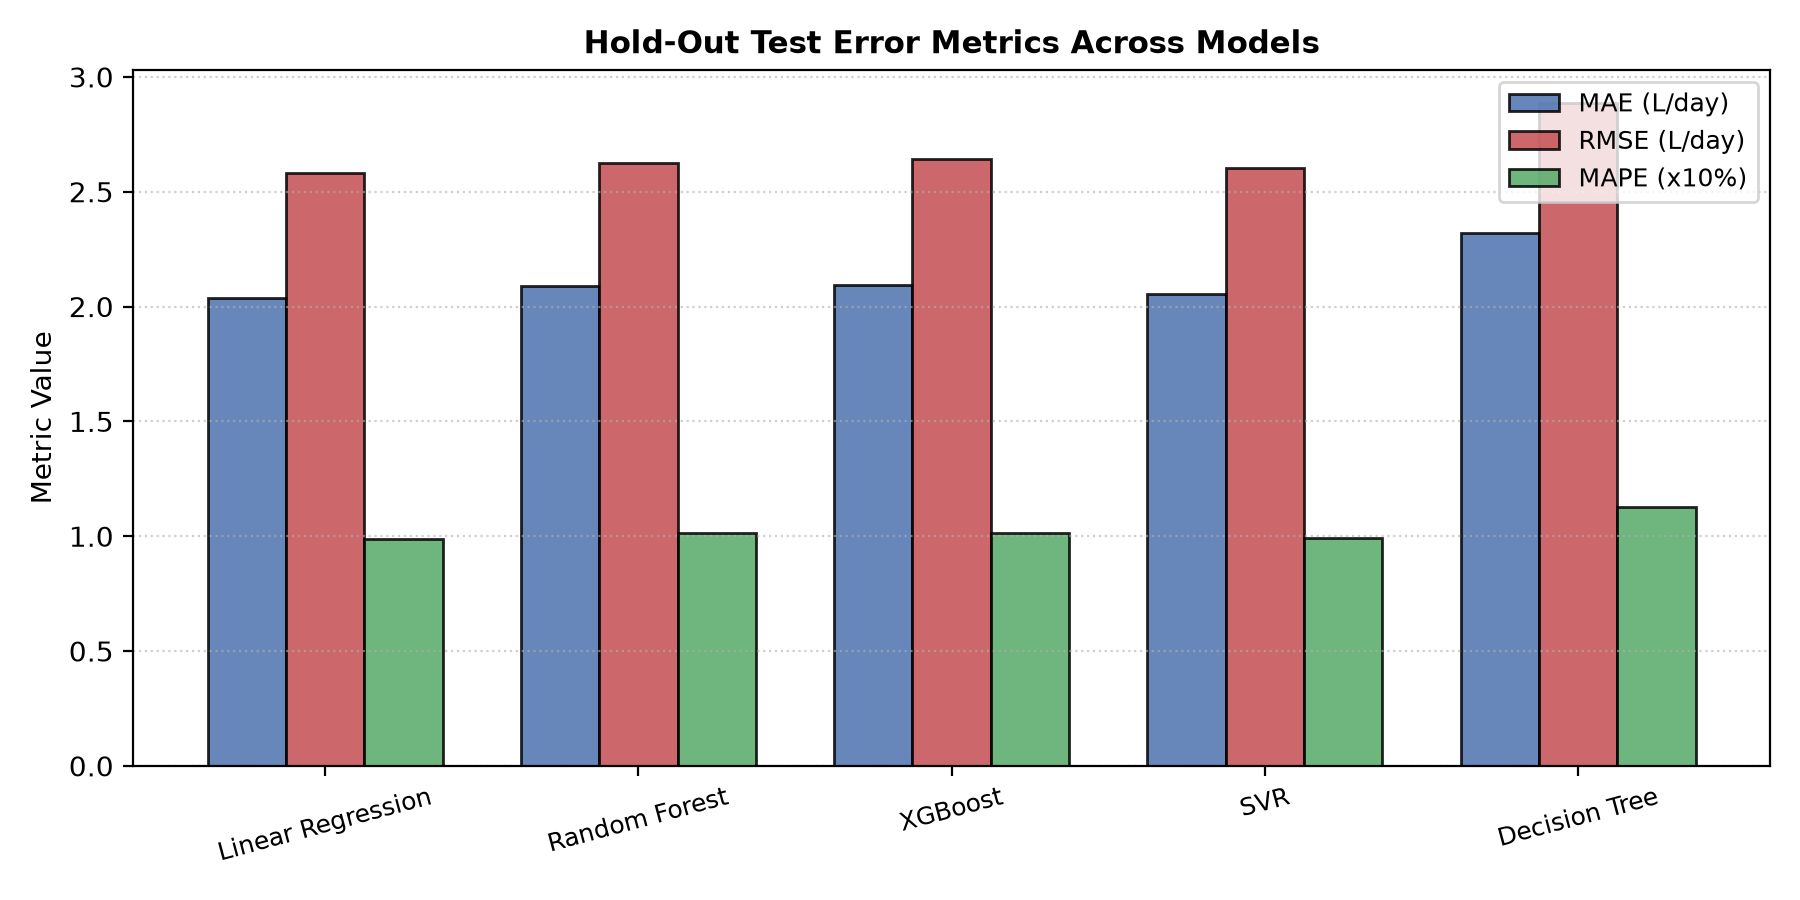 Hold-Out Test Error Metrics Across Models
MAE (L/day)
RMSE (L/day)
MAPE (x10%)
Metric Value
3.0
2.5
2.0
1.5
1.0
0.5
0.0
Linear Regression
Random Forest
XGBoost
SVR
Decision Tree